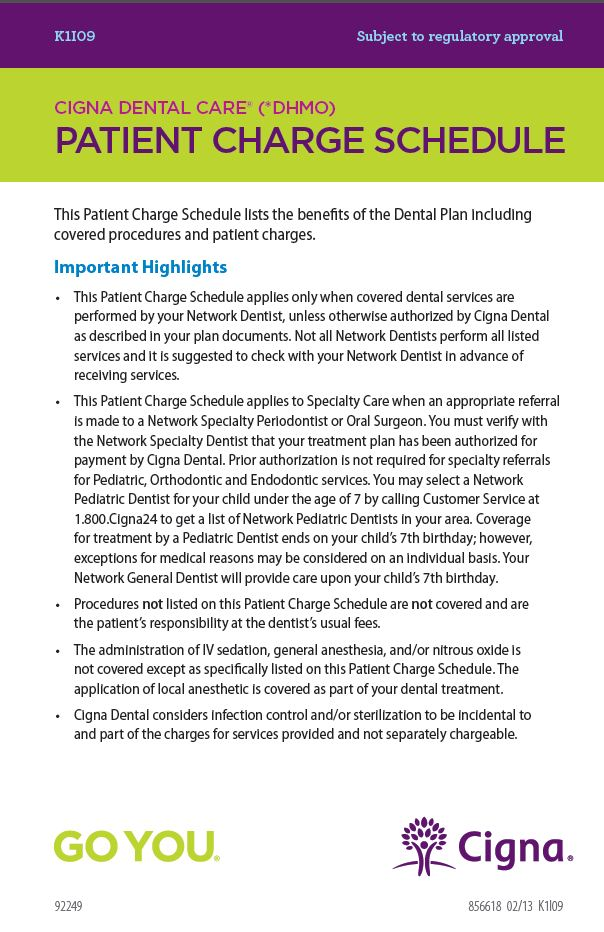 K1I09
Subject to regulatory approval
CIGNA DENTAL CARE® (*DHMO)
PATIENT CHARGE SCHEDULE
This Patient Charge Schedule lists the benefits of the Dental Plan including
covered procedures and patient charges.
Important Highlights
• This Patient Charge Schedule applies only when covered dental services are
performed by your Network Dentist, unless otherwise authorized by Cigna Dental
as described in your plan documents. Not all Network Dentists perform all listed
services and it is suggested to check with your Network Dentist in advance of
receiving services.
• This Patient Charge Schedule applies to Specialty Care when an appropriate referral
is made to a Network Specialty Periodontist or Oral Surgeon. You must verify with
the Network Specialty Dentist that your treatment plan has been authorized for
payment by Cigna Dental. Prior authorization is not required for specialty referrals
for Pediatric, Orthodontic and Endodontic services. You may select a Network
Pediatric Dentist for your child under the age of 7 by calling Customer Service at
1.800.Cigna24 to get a list of Network Pediatric Dentists in your area. Coverage
for treatment by a Pediatric Dentist ends on your child's 7th birthday; however,
exceptions for medical reasons may be considered on an individual basis. Your
Network General Dentist will provide care upon your child's 7th birthday.
• Procedures not listed on this Patient Charge Schedule are not covered and are
the patient's responsibility at the dentist's usual fees.
• The administration of IV sedation, general anesthesia, and/or nitrous oxide is
not covered except as specifically listed on this Patient Charge Schedule. The
application of local anesthetic is covered as part of your dental treatment.
• Cigna Dental considers infection control and/or sterilization to be incidental to
and part of the charges for services provided and not separately chargeable.
GO YOU®
Cigna®
92249
856618 02/13 K1I09